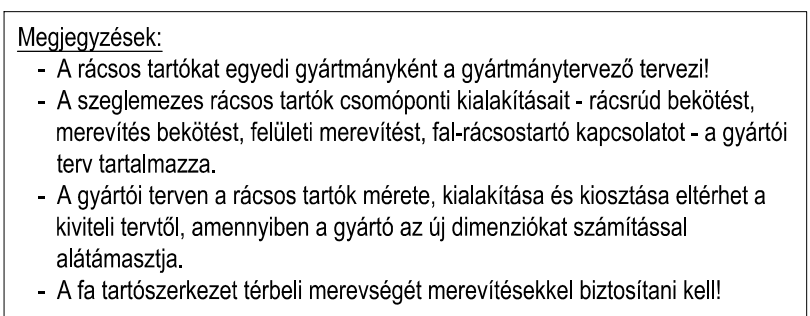 Megjegyzések:
- A rácsos tartókat egyedi gyártmányként a gyártmánytervező tervezi!
- A szeglemezes rácsos tartók csomóponti kialakításait - rácsrúd bekötést,
merevítés bekötést, felületi merevítést, fal-rácsostartó kapcsolatot - a gyártói
terv tartalmazza.
- A gyártói terven a rácsos tartók mérete, kialakítása és kiosztása eltérhet a
kiviteli tervtől, amennyiben a gyártó az új dimenziókat számítással
alátámasztja.
- A fa tartószerkezet térbeli merevségét merevítésekkel biztosítani kell!